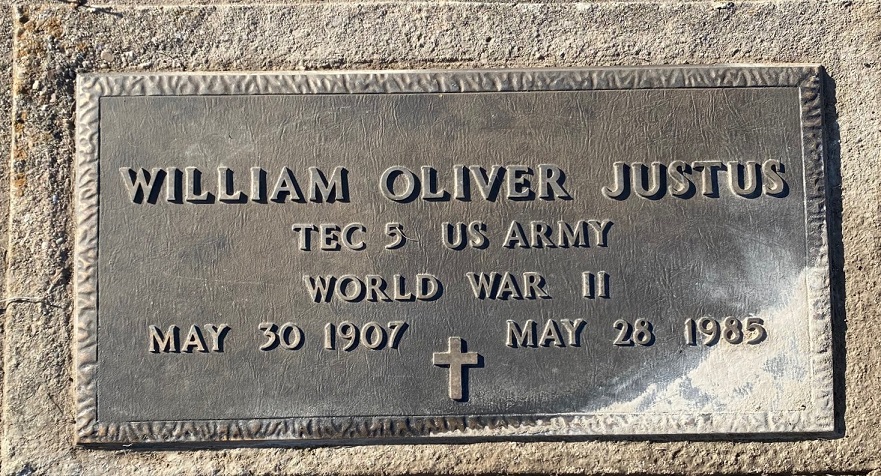 WILLIAM OLIVER JUSTUS
TEC 5 US ARMY
WORLD WAR II
MAY 30 1907 MAY 28 1985